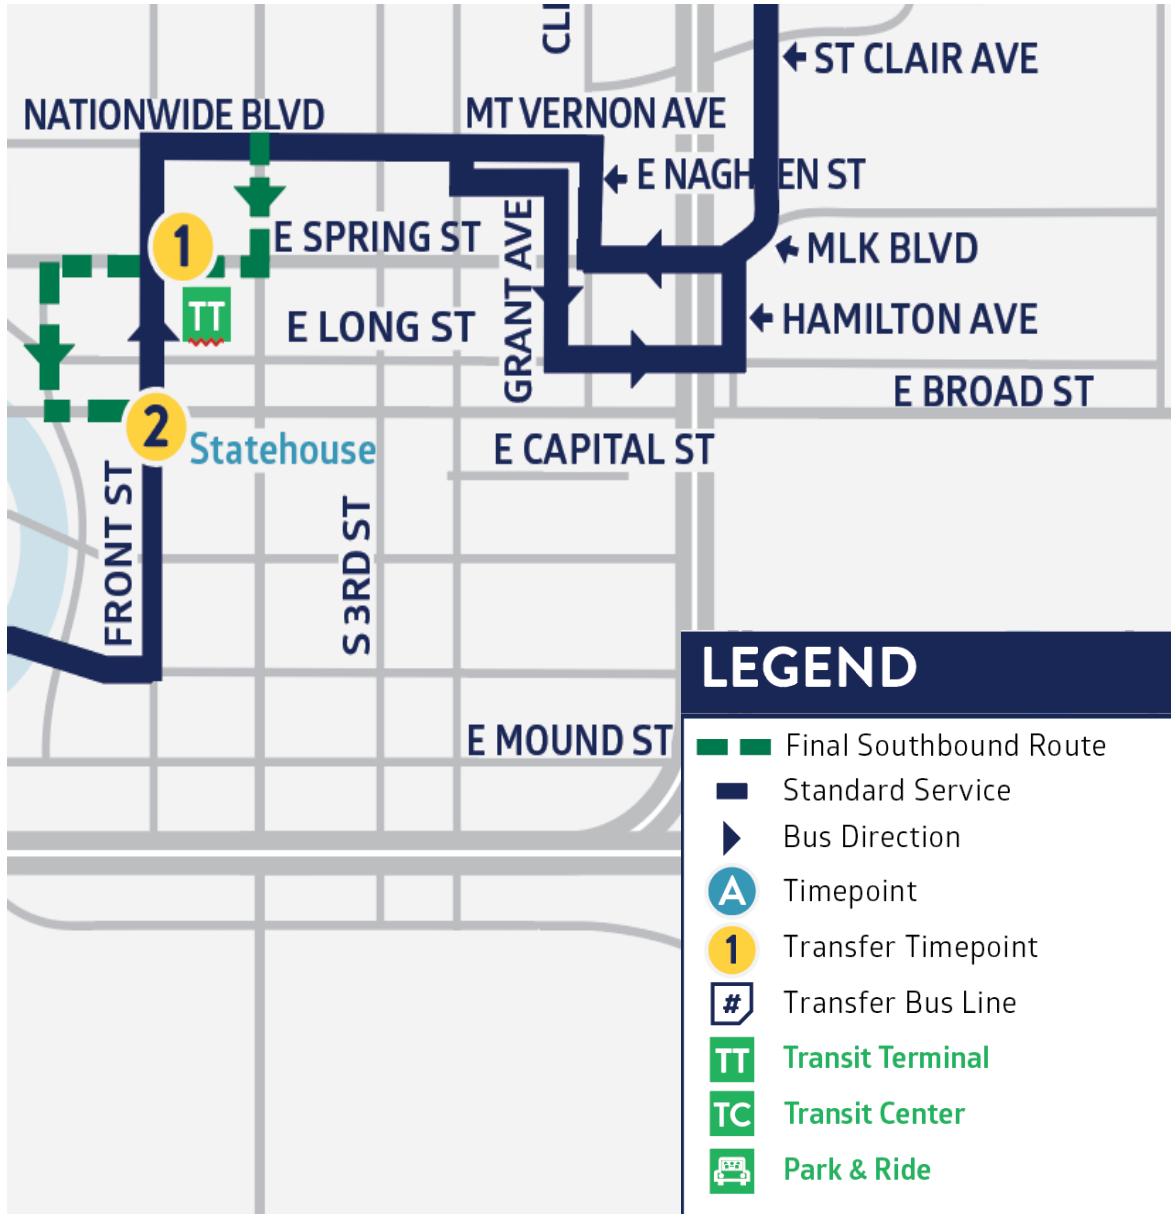 CLI
ST CLAIR AVE
NATIONWIDE BLVD
MT VERNON AVE
E NAGHTEN ST
1
E SPRING ST
GRANT AVE
MLK BLVD
TT
E LONG ST
HAMILTON AVE
E BROAD ST
2
Statehouse
E CAPITAL ST
FRONT ST
S 3RD ST
E MOUND ST
LEGEND
Final Southbound Route
Standard Service
Bus Direction
A Timepoint
1 Transfer Timepoint
# Transfer Bus Line
TT Transit Terminal
TC Transit Center
Park & Ride